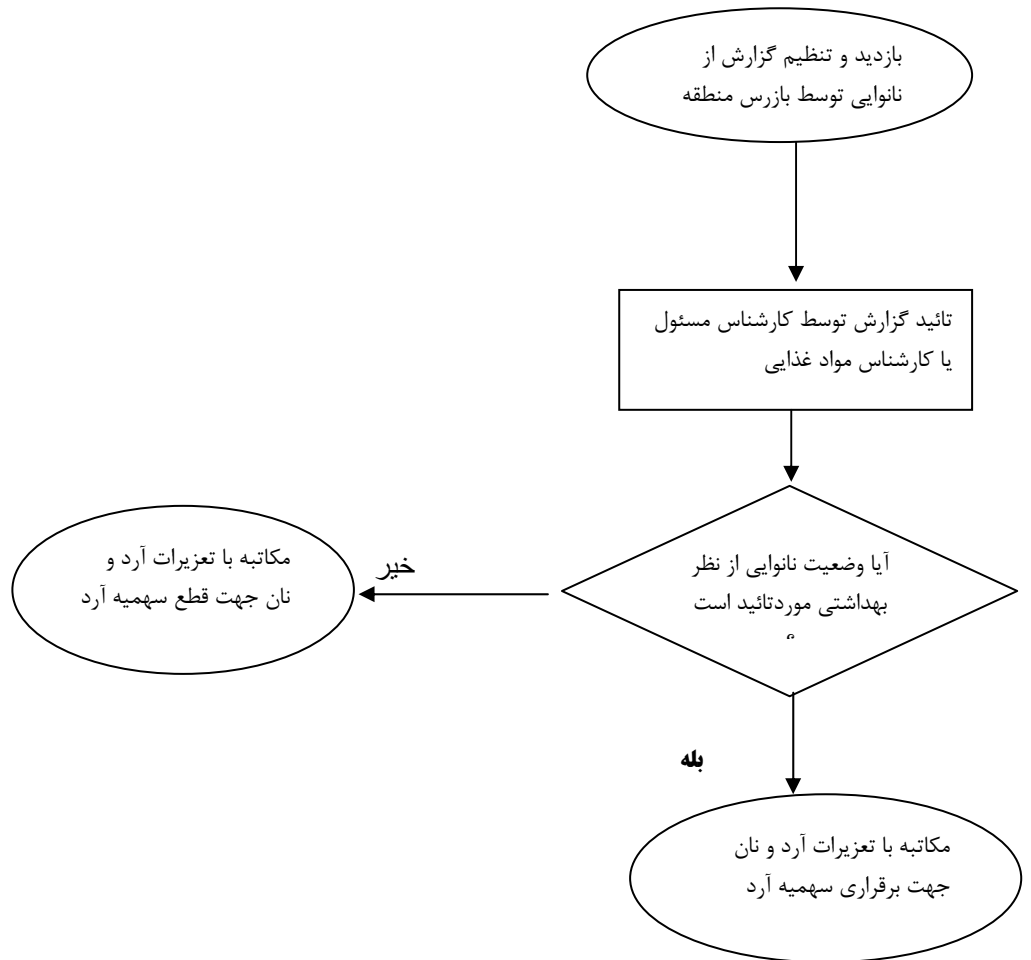 بازدید و تنظیم گزارش از
نانوایی توسط بازرس منطقه
تائید گزارش توسط کارشناس مسئول
یا کارشناس مواد غذایی
آیا وضعیت نانوایی از نظر
بهداشتی موردتائید است
؟
خیر
مکاتبه با تعزیرات آرد و
نان جهت قطع سهمیه آرد
بله
مکاتبه با تعزیرات آرد و نان
جهت برقراری سهمیه آرد